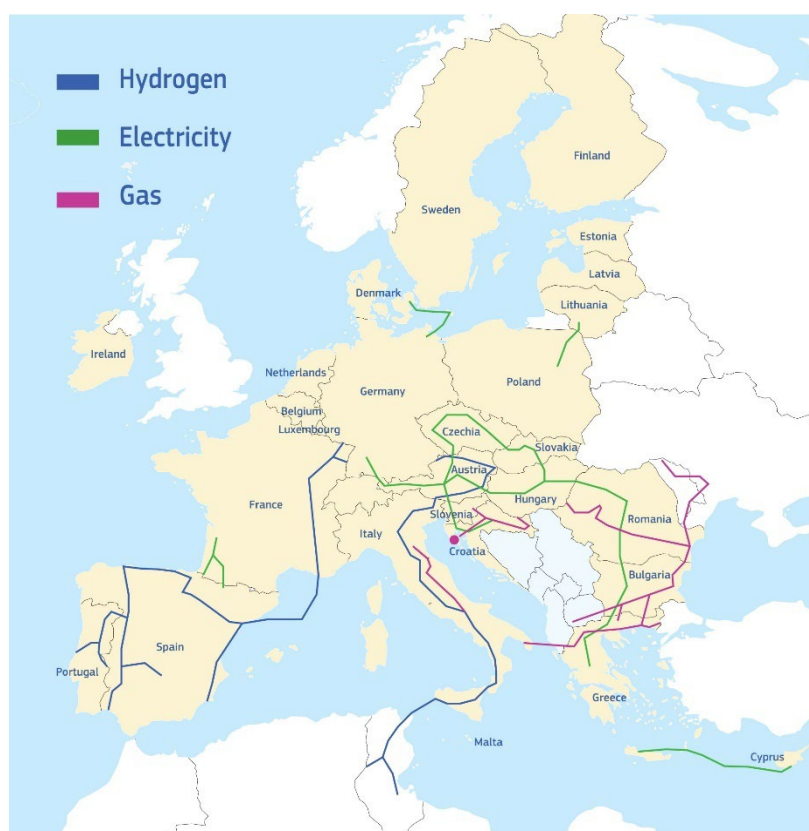 Hydrogen
Electricity
Gas
Finland
Sweden
Estonia
Latvia
Denmark
Lithuania
Ireland
Netherlands
Germany
Poland
Belgium
Luxembourg
Czechia
Slovakia
Austria
France
Hungary
Slovenia
Romania
Italy
Croatia
Bulgaria
Spain
Portugal
Greece
Malta
Cyprus